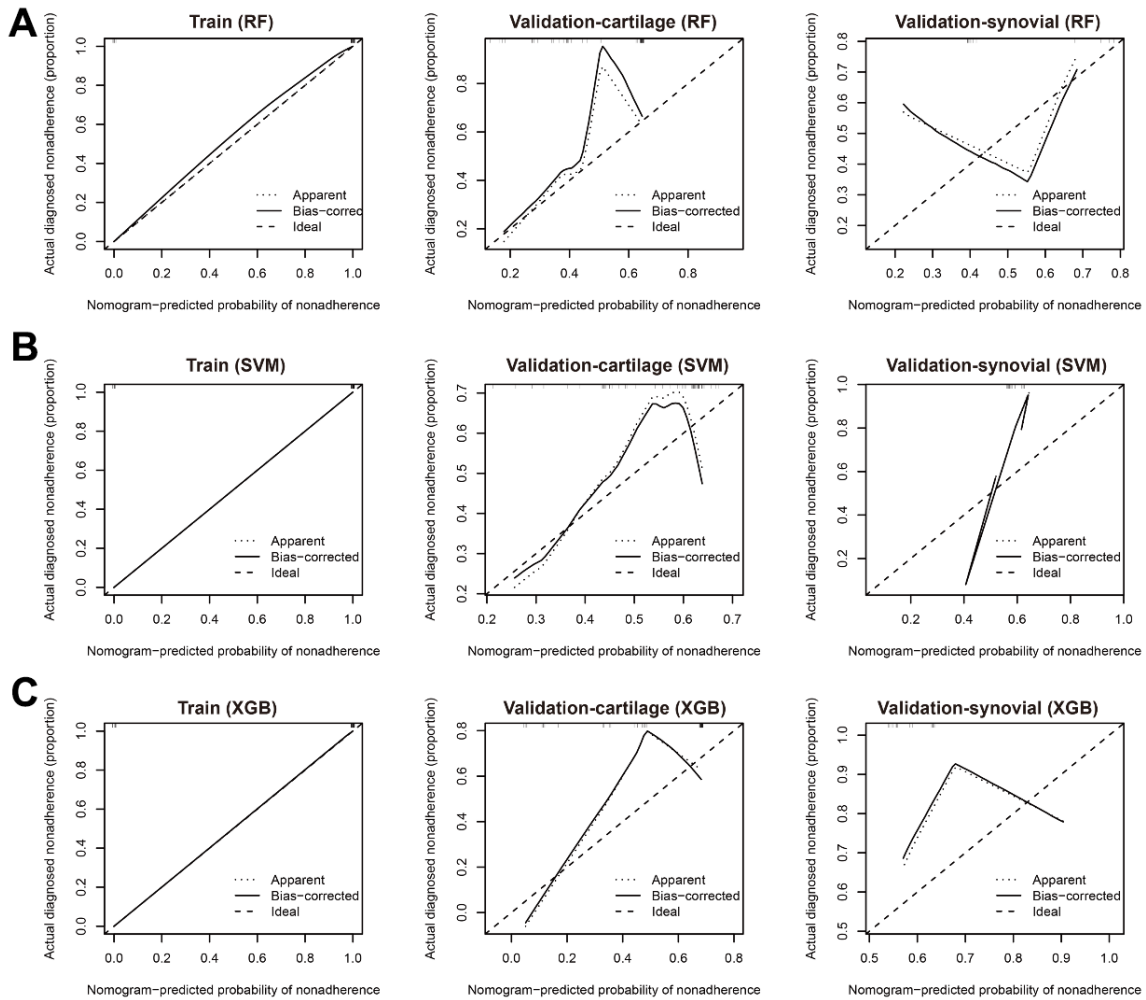 A
Train (RF)
Actual diagnosed nonadherence (proportion)
1.0
0.8
0.6
0.4
0.2
0.0
Apparent
Bias−correc
Ideal
0.0 0.2 0.4 0.6 0.8 1.0
Nomogram−predicted probability of nonadherence
Validation-cartilage (RF)
Actual diagnosed nonadherence (proportion)
0.8
0.6
0.4
0.2
Apparent
Bias−corrected
Ideal
0.2 0.4 0.6 0.8
Nomogram−predicted probability of nonadherence
Validation-synovial (RF)
Actual diagnosed nonadherence (proportion)
0.8
0.7
0.6
0.5
0.4
0.3
0.2
Apparent
Bias−corrected
Ideal
0.2 0.3 0.4 0.5 0.6 0.7 0.8
Nomogram−predicted probability of nonadherence
B
Train (SVM)
Actual diagnosed nonadherence (proportion)
1.0
0.8
0.6
0.4
0.2
0.0
Apparent
Bias−corrected
Ideal
0.0 0.2 0.4 0.6 0.8 1.0
Nomogram−predicted probability of nonadherence
Validation-cartilage (SVM)
Actual diagnosed nonadherence (proportion)
0.7
0.6
0.5
0.4
0.3
0.2
Apparent
Bias−corrected
Ideal
0.2 0.3 0.4 0.5 0.6 0.7
Nomogram−predicted probability of nonadherence
Validation-synovial (SVM)
Actual diagnosed nonadherence (proportion)
1.0
0.8
0.6
0.4
0.2
Apparent
Bias−corrected
Ideal
0.2 0.4 0.6 0.8 1.0
Nomogram−predicted probability of nonadherence
C
Train (XGB)
Actual diagnosed nonadherence (proportion)
1.0
0.8
0.6
0.4
0.2
0.0
Apparent
Bias−corrected
Ideal
0.0 0.2 0.4 0.6 0.8 1.0
Nomogram−predicted probability of nonadherence
Validation-cartilage (XGB)
Actual diagnosed nonadherence (proportion)
0.8
0.6
0.4
0.2
0.0
Apparent
Bias−corrected
Ideal
0.0 0.2 0.4 0.6 0.8
Nomogram−predicted probability of nonadherence
Validation-synovial (XGB)
Actual diagnosed nonadherence (proportion)
1.0
0.9
0.8
0.7
0.6
0.5
Apparent
Bias−corrected
Ideal
0.5 0.6 0.7 0.8 0.9 1.0
Nomogram−predicted probability of nonadherence